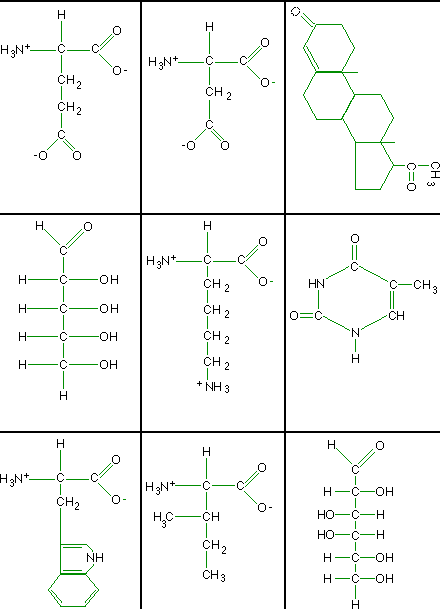 H
O
H₃N⁺ C C
O-
CH₂
CH₂
C
-O O
H
O
H₃N⁺ C C
O-
CH₂
C
-O O
O
C CH₃
O
H O
C
H C OH
H C OH
H C OH
H C OH
H
H
O
H₃N⁺ C C
O-
CH₂
CH₂
CH₂
CH₂
⁺NH₃
O
C
HN C CH₃
O C CH
N
H
H
O
H₃N⁺ C C
O-
CH₂
NH
H
O
H₃N⁺ C C
O-
H₃C CH
CH₂
CH₃
H O
C
H C OH
HO C H
HO C H
H C OH
H C OH
H